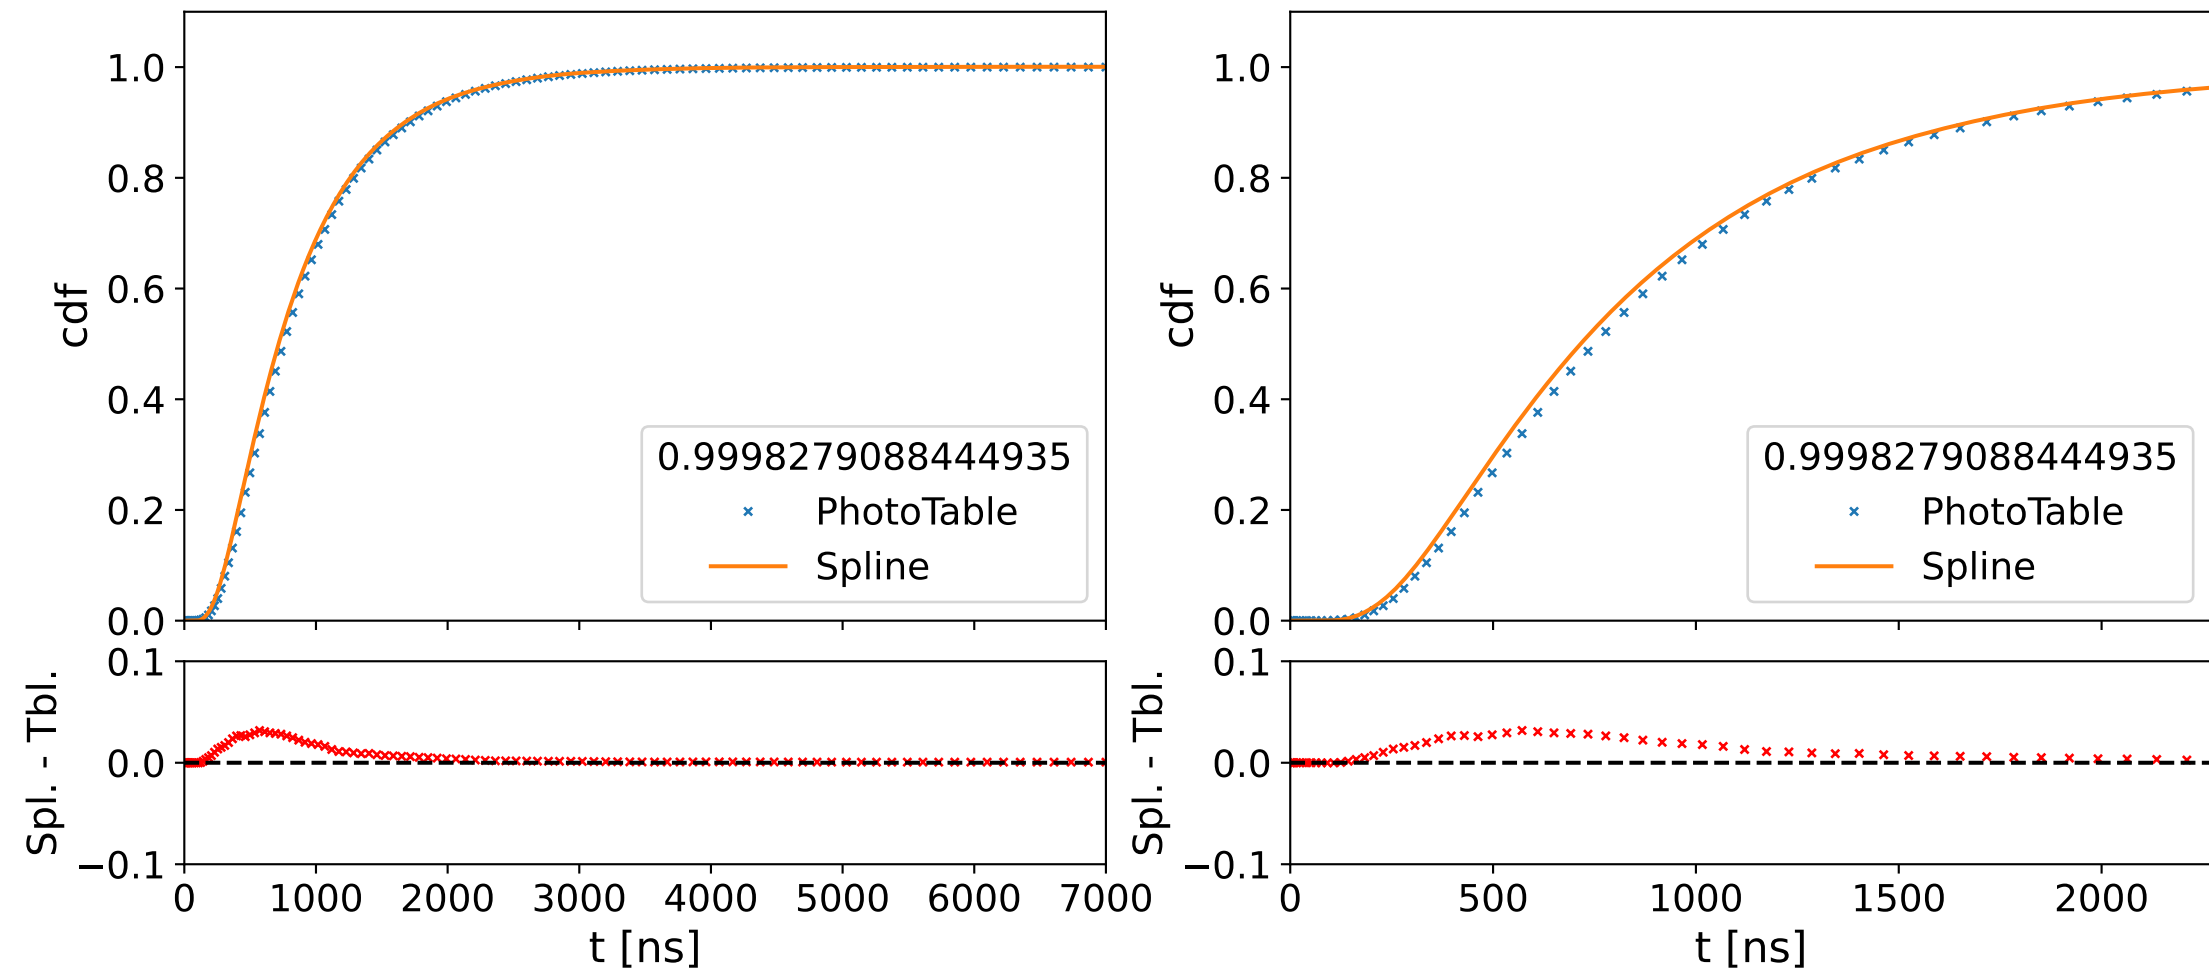 cdf
1.0
0.8
0.6
0.4
0.2
0.0
0.9998279088444935
PhotoTable
Spline
Spl. - Tbl.
0.1
0.0
−0.1
0 1000 2000 3000 4000 5000 6000 7000
t [ns]
cdf
1.0
0.8
0.6
0.4
0.2
0.0
0.9998279088444935
PhotoTable
Spline
Spl. - Tbl.
0.1
0.0
−0.1
0 500 1000 1500 2000
t [ns]